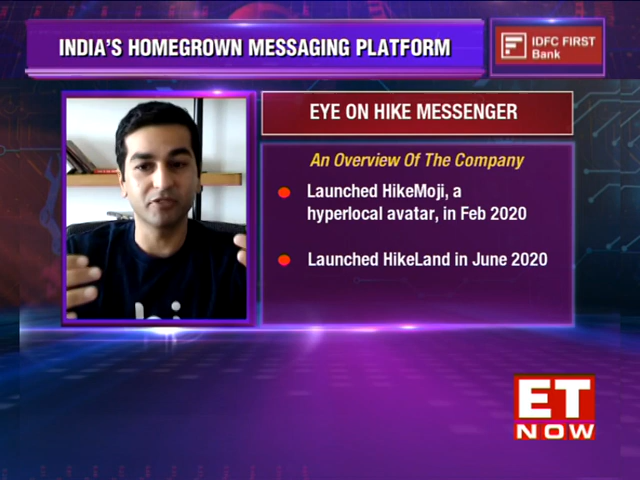 INDIA'S HOMEGROWN MESSAGING PLATFORM
IDFC FIRST
Bank
EYE ON HIKE MESSENGER
An Overview Of The Company
Launched HikeMoji, a
hyperlocal avatar, in Feb 2020
Launched HikeLand in June 2020
ET
NOW